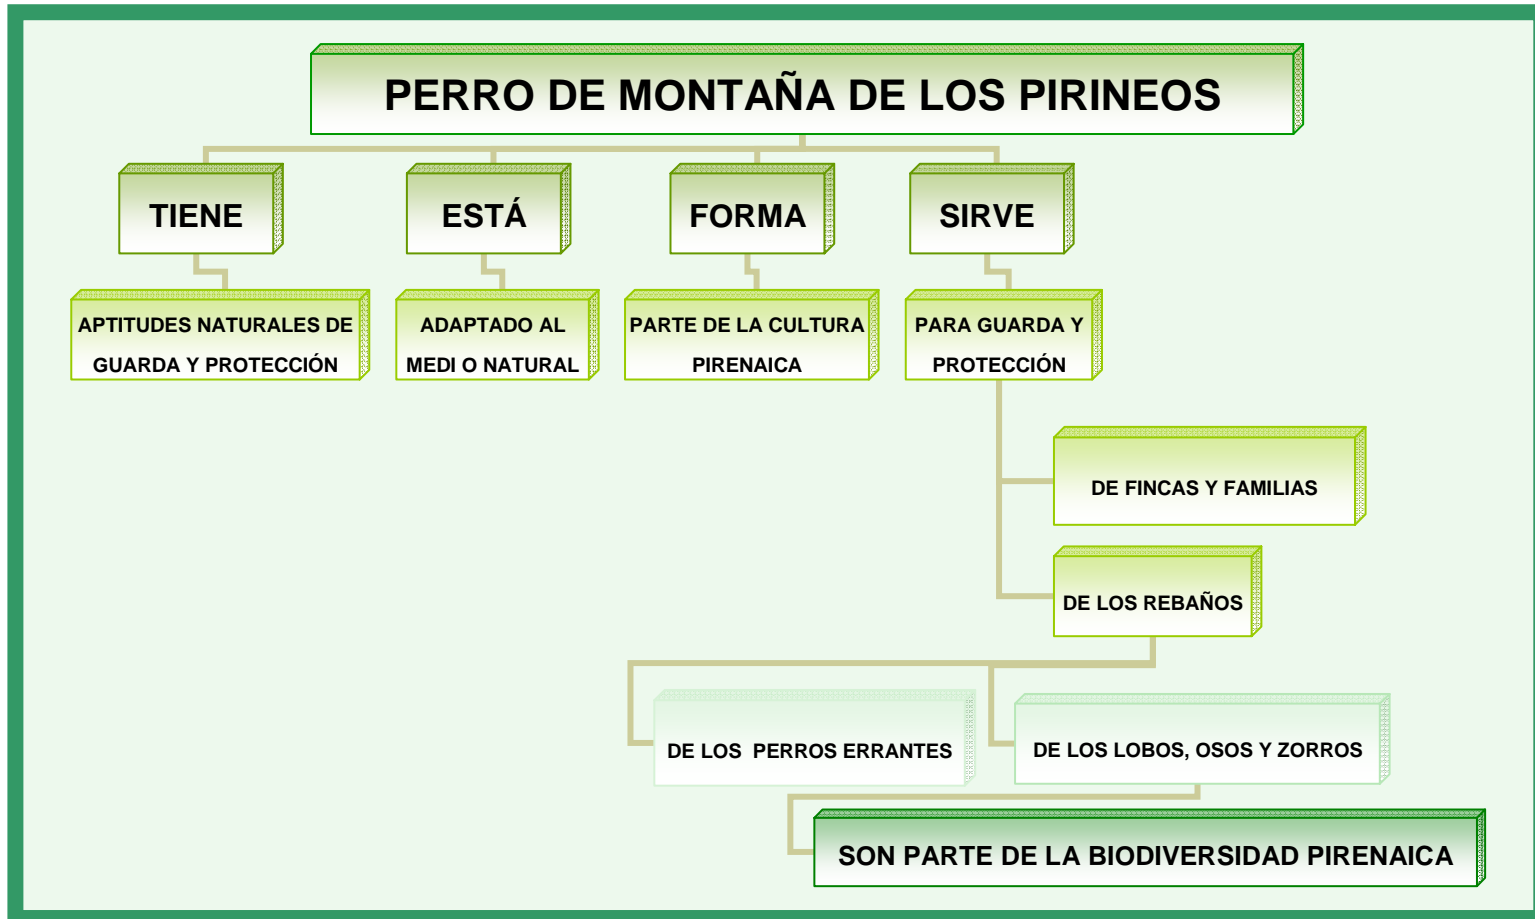 PERRO DE MONTAÑA DE LOS PIRINEOS
TIENE
ESTÁ
FORMA
SIRVE
APTITUDES NATURALES DE
GUARDA Y PROTECCIÓN
ADAPTADO AL
MEDI O NATURAL
PARTE DE LA CULTURA
PIRENAICA
PARA GUARDA Y
PROTECCIÓN
DE FINCAS Y FAMILIAS
DE LOS REBAÑOS
DE LOS PERROS ERRANTES
DE LOS LOBOS, OSOS Y ZORROS
SON PARTE DE LA BIODIVERSIDAD PIRENAICA